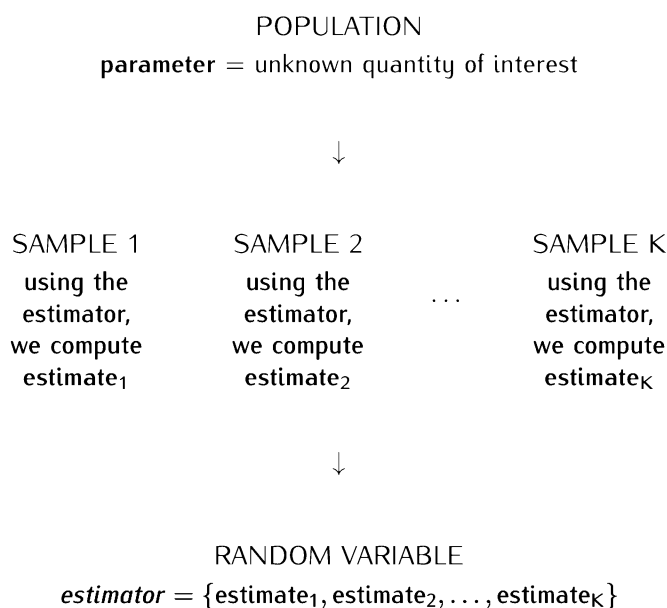 POPULATION
parameter = unknown quantity of interest
↓
SAMPLE 1
using the
estimator,
we compute
estimate₁
SAMPLE 2
using the
estimator,
we compute
estimate₂
...
SAMPLE K
using the
estimator,
we compute
estimateK
↓
RANDOM VARIABLE
estimator = {estimate₁, estimate₂, ..., estimateK}